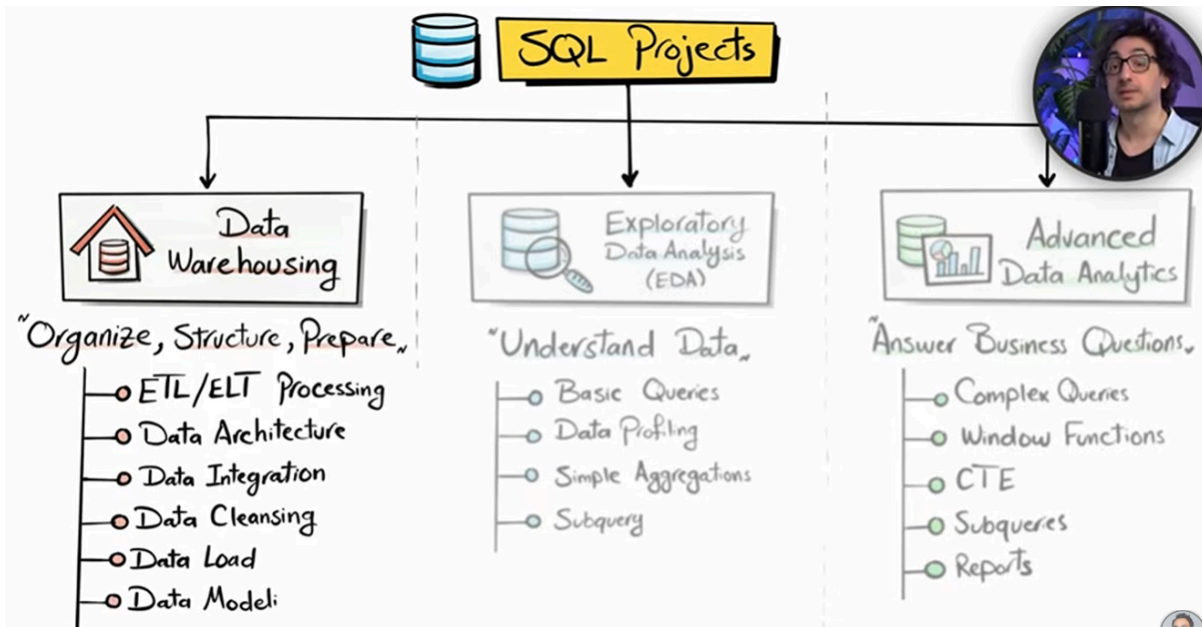 SQL Projects
Data
Warehousing
"Organize, Structure, Prepare"
ETL/ELT Processing
Data Architecture
Data Integration
Data Cleansing
Data Load
Data Modeli
Exploratory
Data Analysis
(EDA)
"Understand Data"
Basic Queries
Data Profiling
Simple Aggregations
Subquery
Advanced
Data Analytics
"Answer Business Questions"
Complex Queries
Window Functions
CTE
Subqueries
Reports